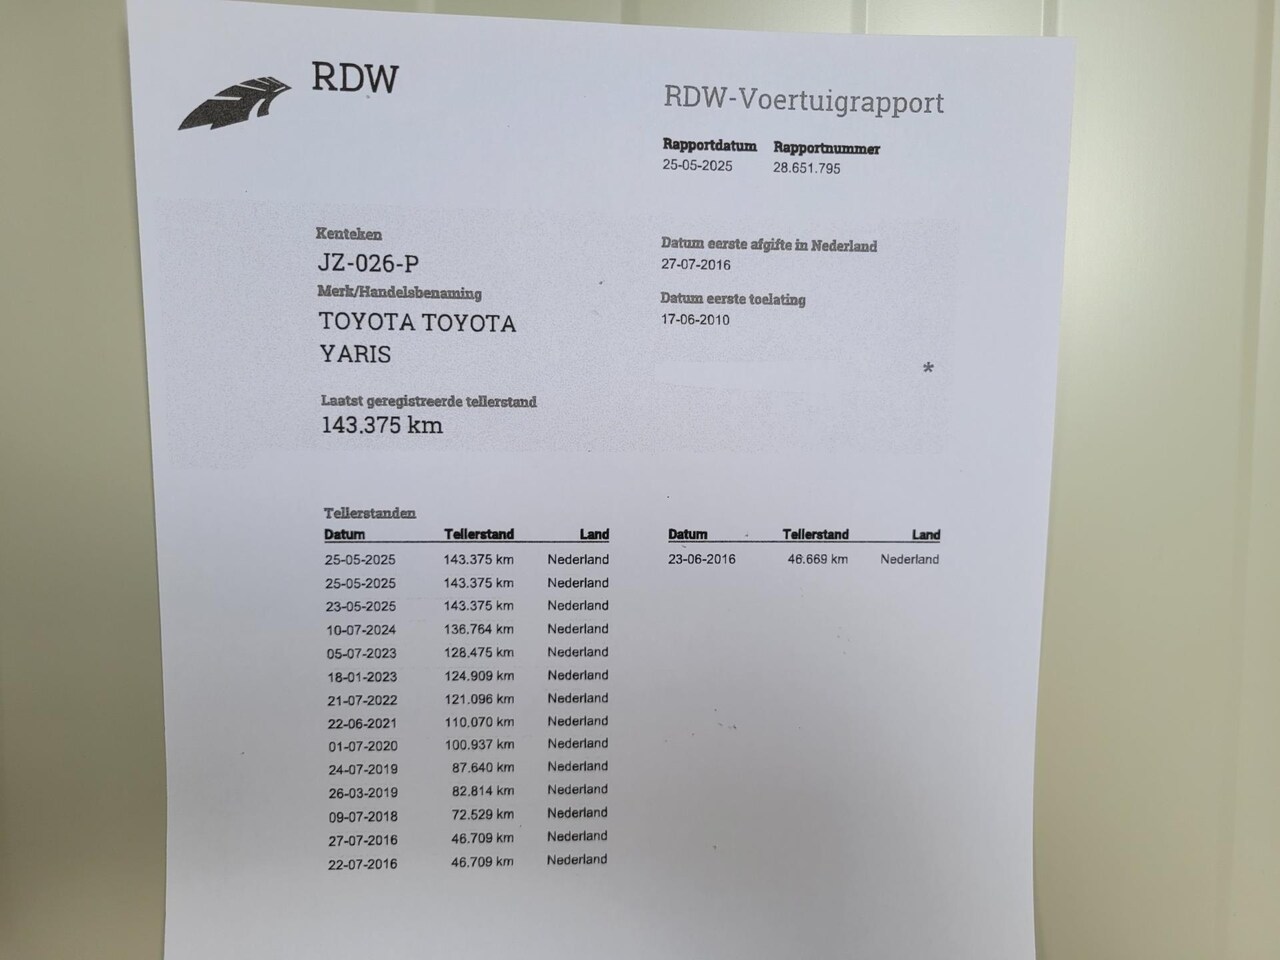 RDW
RDW-Voertuigrapport
Rapportdatum Rapportnummer
25-05-2025 28.651.795
Kenteken
JZ-026-P
Merk/Handelsbenaming
TOYOTA TOYOTA
YARIS
Laatst geregistreerde tellerstand
143.375 km
Datum eerste afgifte in Nederland
27-07-2016
Datum eerste toelating
17-06-2010
*
Tellerstanden
Datum Tellerstand Land
25-05-2025 143.375 km Nederland
25-05-2025 143.375 km Nederland
23-05-2025 143.375 km Nederland
10-07-2024 136.764 km Nederland
05-07-2023 128.475 km Nederland
18-01-2023 124.909 km Nederland
21-07-2022 121.096 km Nederland
22-06-2021 110.070 km Nederland
01-07-2020 100.937 km Nederland
24-07-2019 87.640 km Nederland
26-03-2019 82.814 km Nederland
09-07-2018 72.529 km Nederland
27-07-2016 46.709 km Nederland
22-07-2016 46.709 km Nederland
Datum Tellerstand Land
23-06-2016 46.669 km Nederland